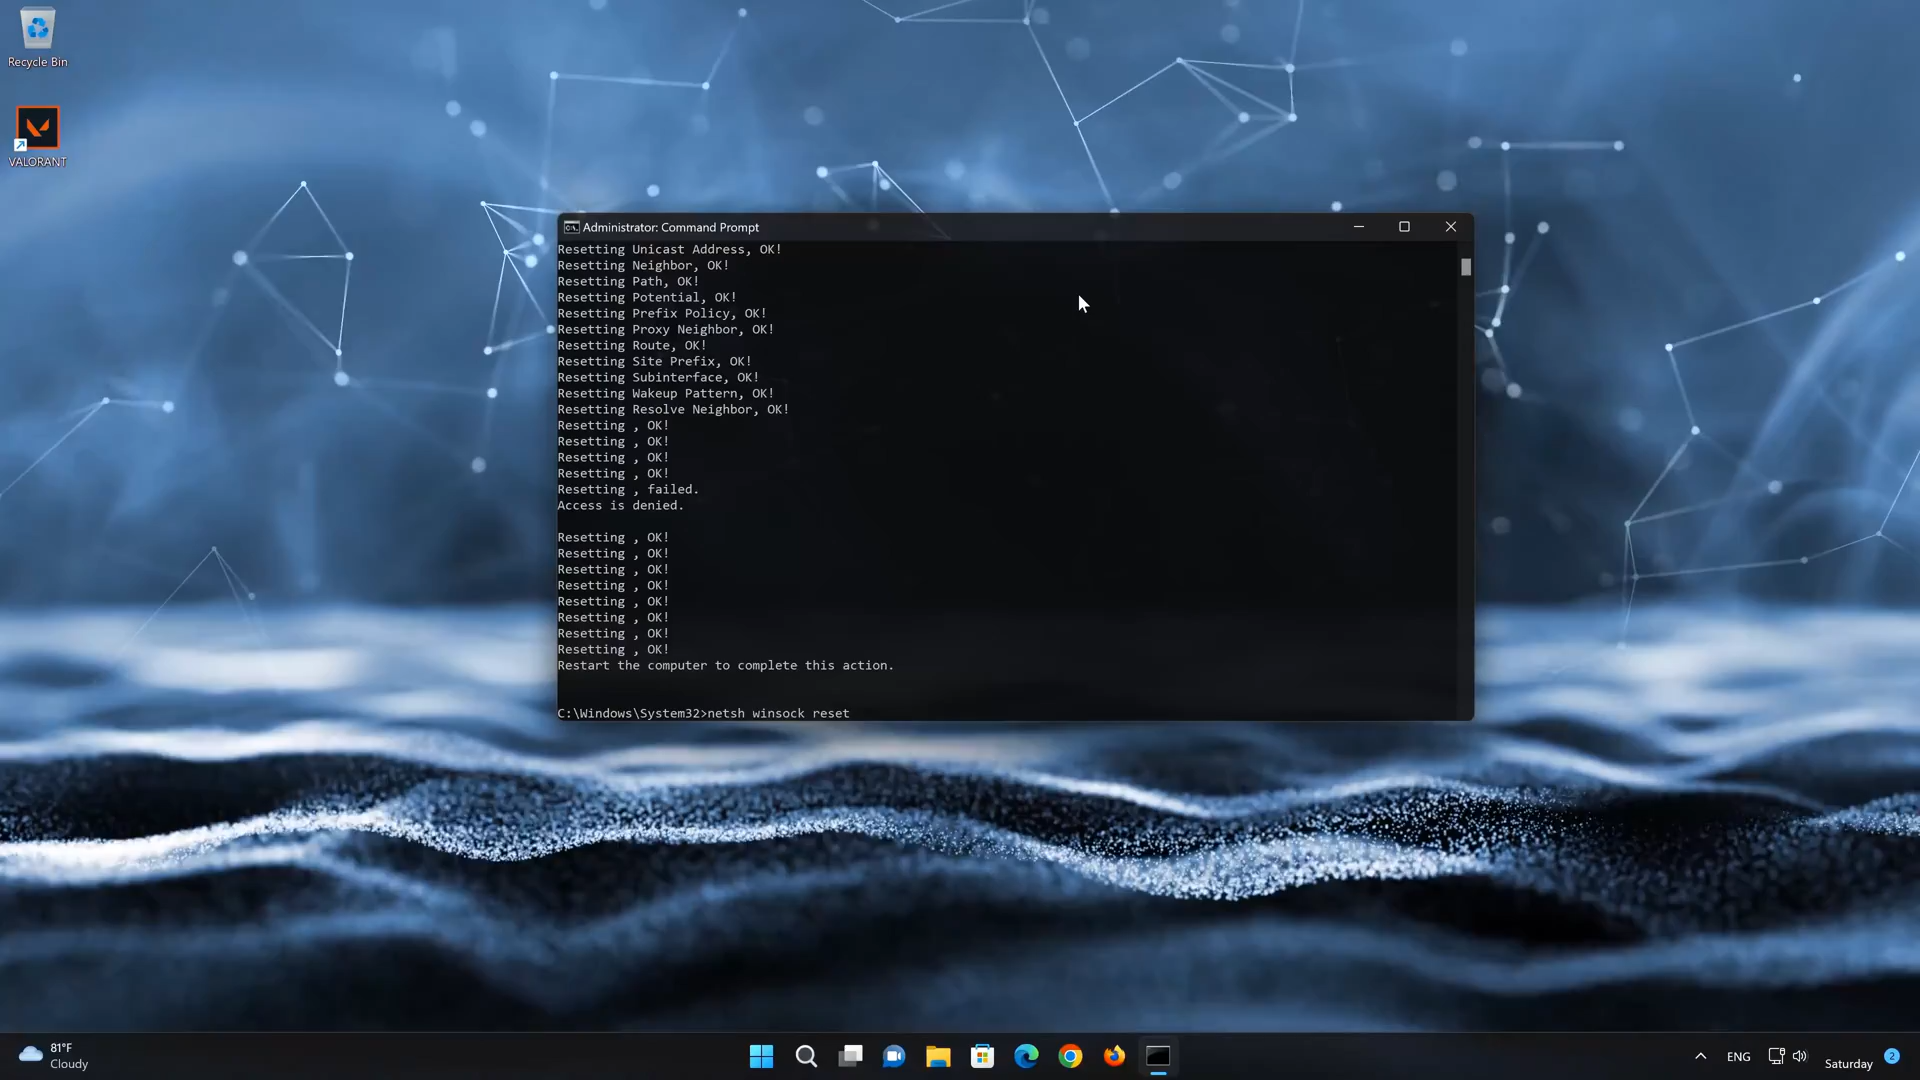 Recycle Bin
VALORANT
Administrator: Command Prompt
Resetting Unicast Address, OK!
Resetting Neighbor, OK!
Resetting Path, OK!
Resetting Potential, OK!
Resetting Prefix Policy, OK!
Resetting Proxy Neighbor, OK!
Resetting Route, OK!
Resetting Site Prefix, OK!
Resetting Subinterface, OK!
Resetting Wakeup Pattern, OK!
Resetting Resolve Neighbor, OK!
Resetting , OK!
Resetting , OK!
Resetting , OK!
Resetting , OK!
Resetting , failed.
Access is denied.
Resetting , OK!
Resetting , OK!
Resetting , OK!
Resetting , OK!
Resetting , OK!
Resetting , OK!
Resetting , OK!
Resetting , OK!
Restart the computer to complete this action.
C:\Windows\System32>netsh winsock reset
81°F
Cloudy
ENG
Saturday
2